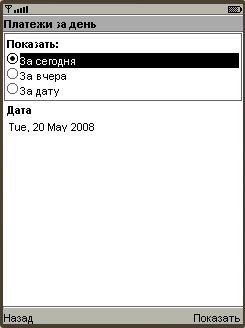 Платежи за день
Показать:
За сегодня
За вчера
За дату
Дата
Tue, 20 May 2008
Назад Показать